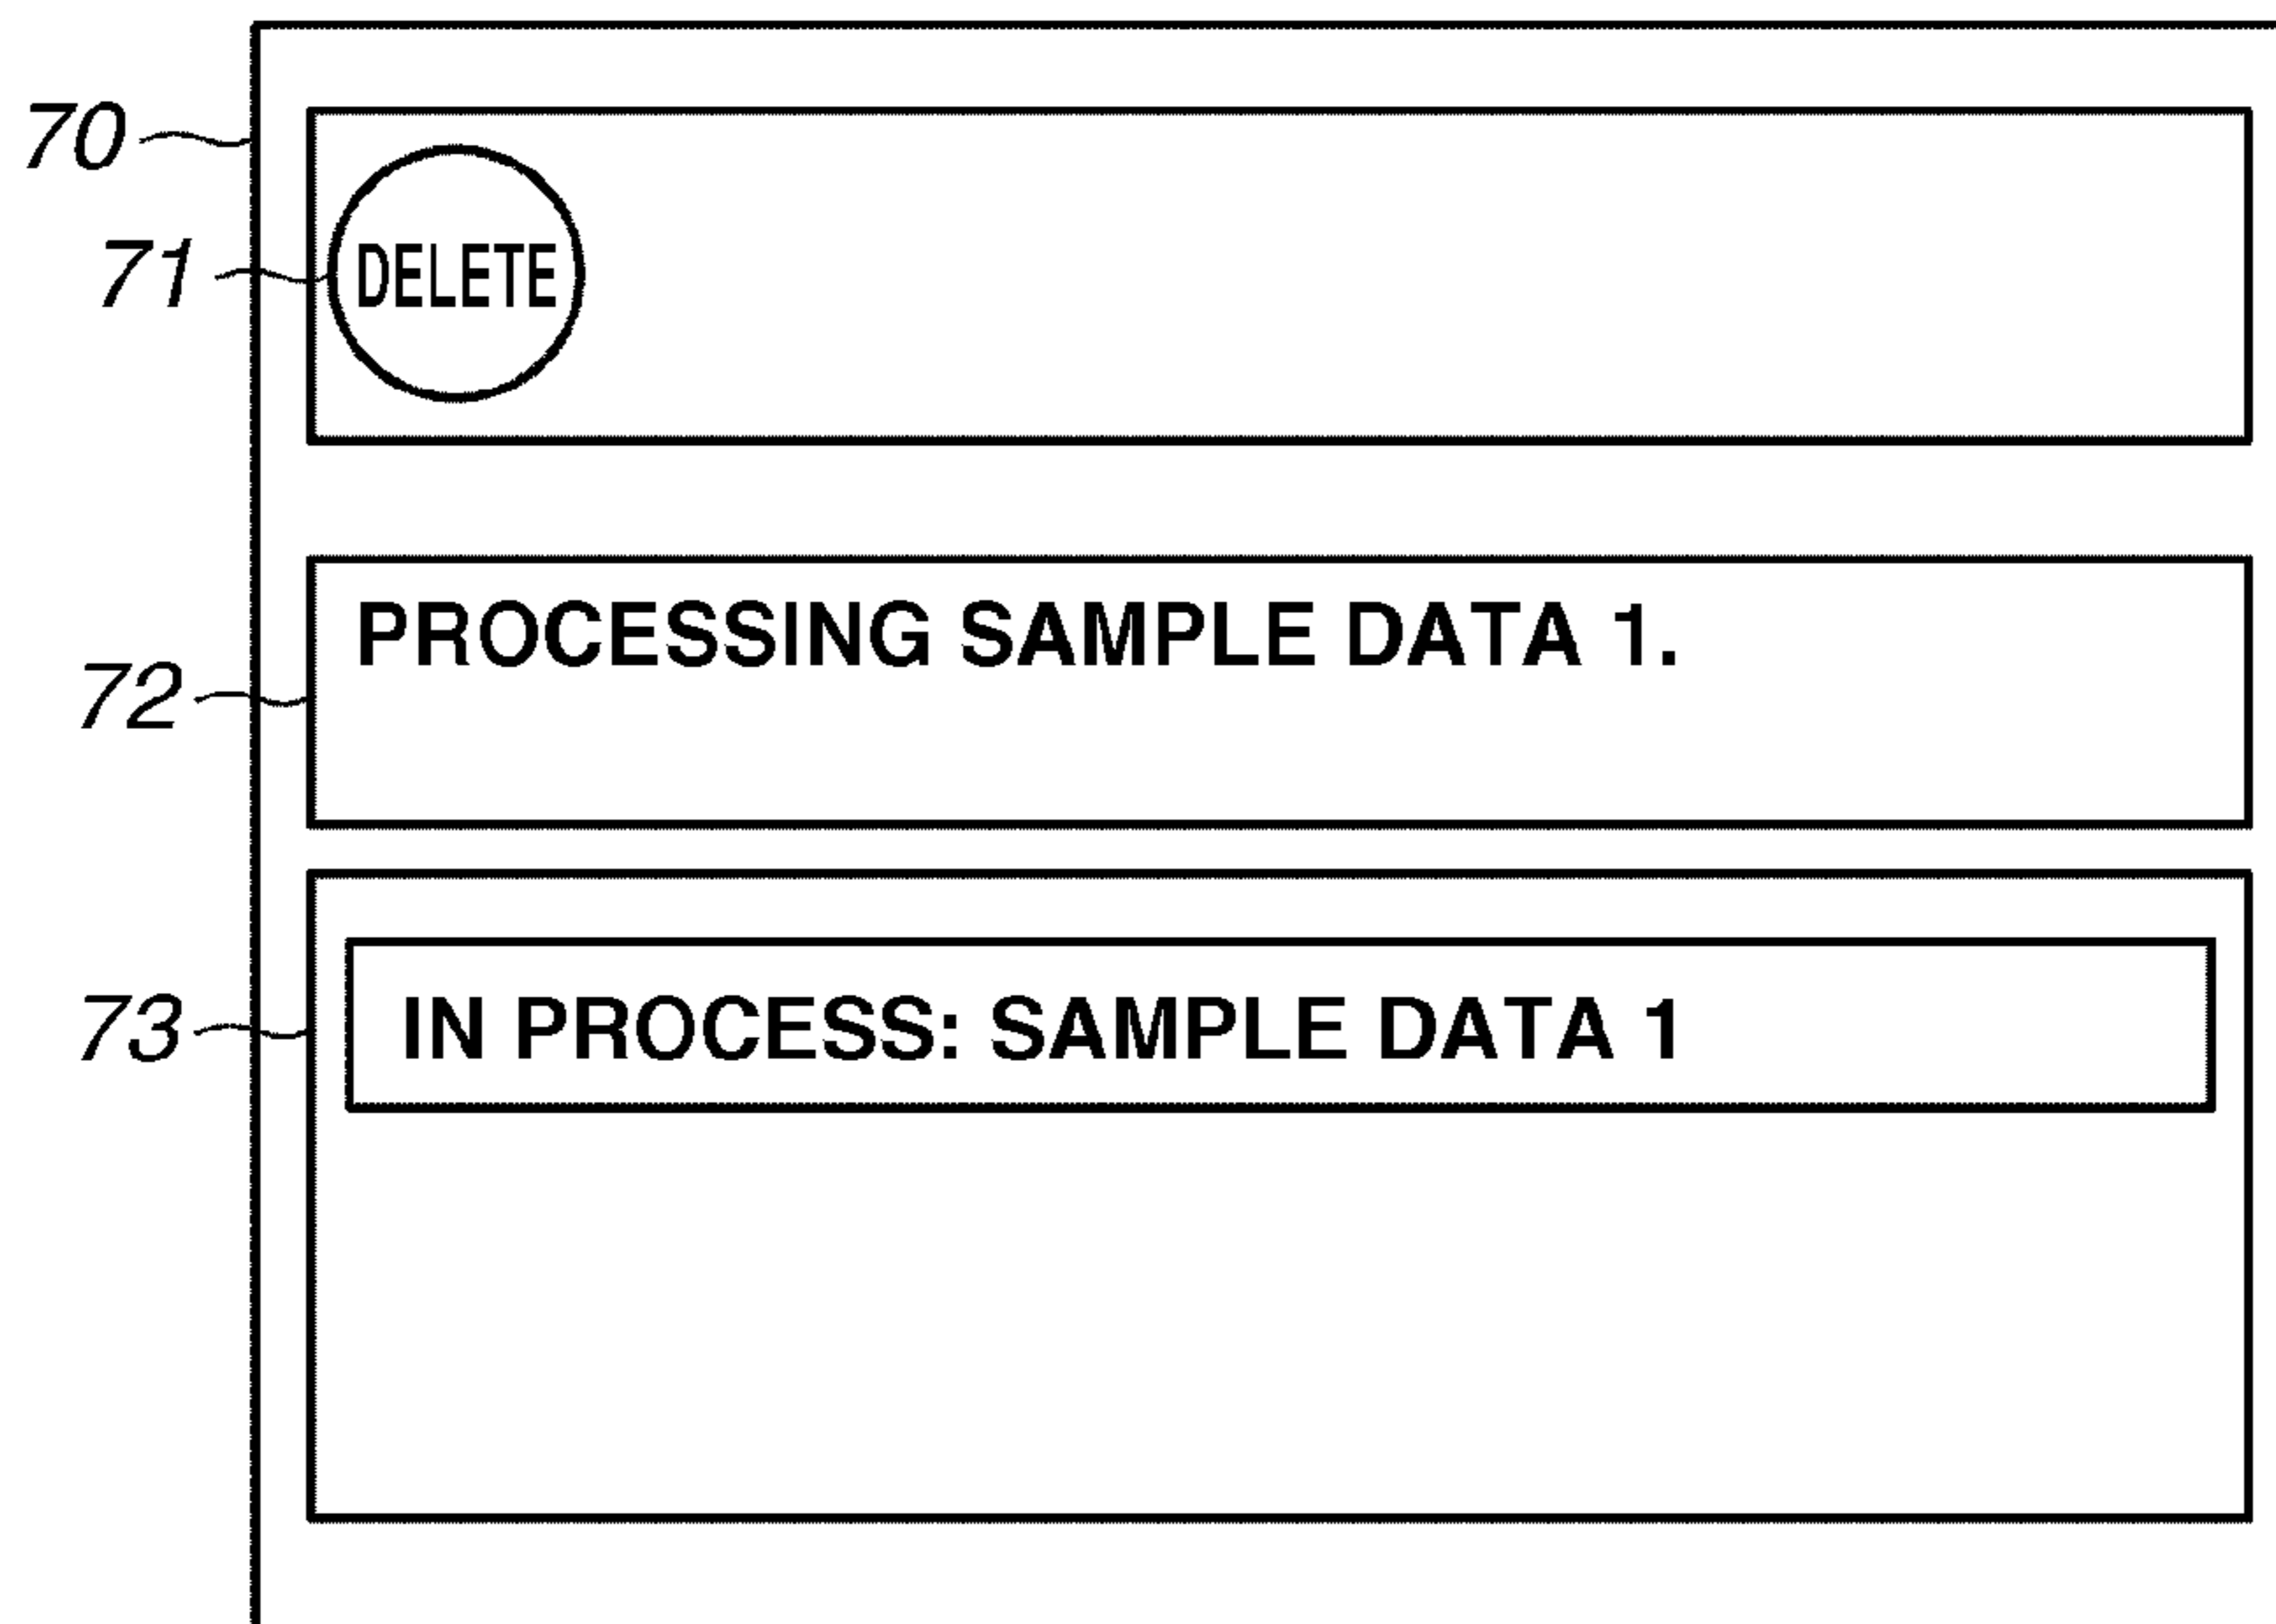 70
71
DELETE
PROCESSING SAMPLE DATA 1.
72
73
IN PROCESS: SAMPLE DATA 1